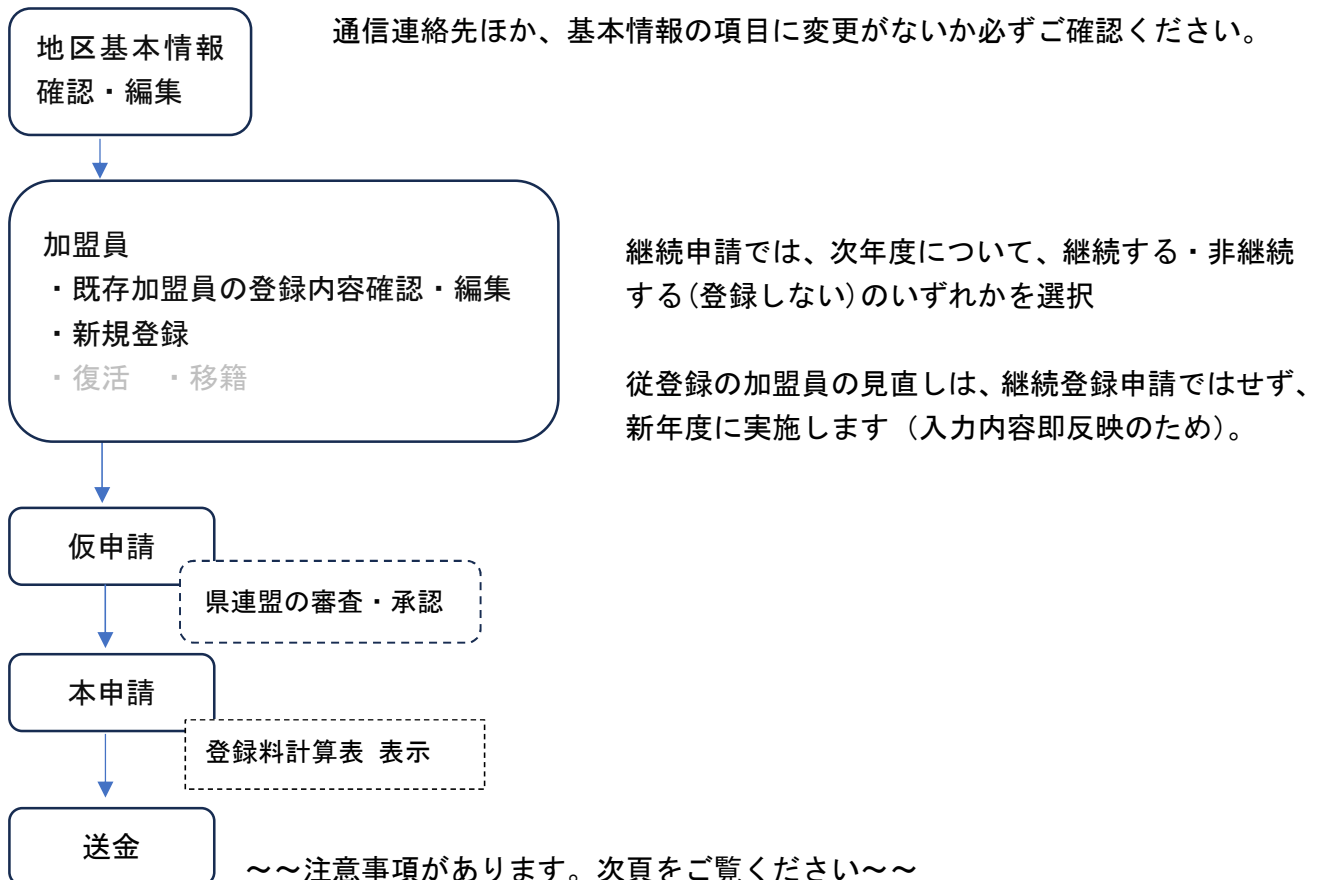 地区基本情報
確認・編集
通信連絡先ほか、基本情報の項目に変更がないか必ずご確認ください。
加盟員
・既存加盟員の登録内容確認・編集
・新規登録
・復活　・移籍
継続申請では、次年度について、継続する・非継続
する(登録しない)のいずれかを選択
従登録の加盟員の見直しは、継続登録申請ではせず、
新年度に実施します（入力内容即反映のため）。
仮申請
県連盟の審査・承認
本申請
登録料計算表 表示
送金
～～注意事項があります。次頁をご覧ください～～